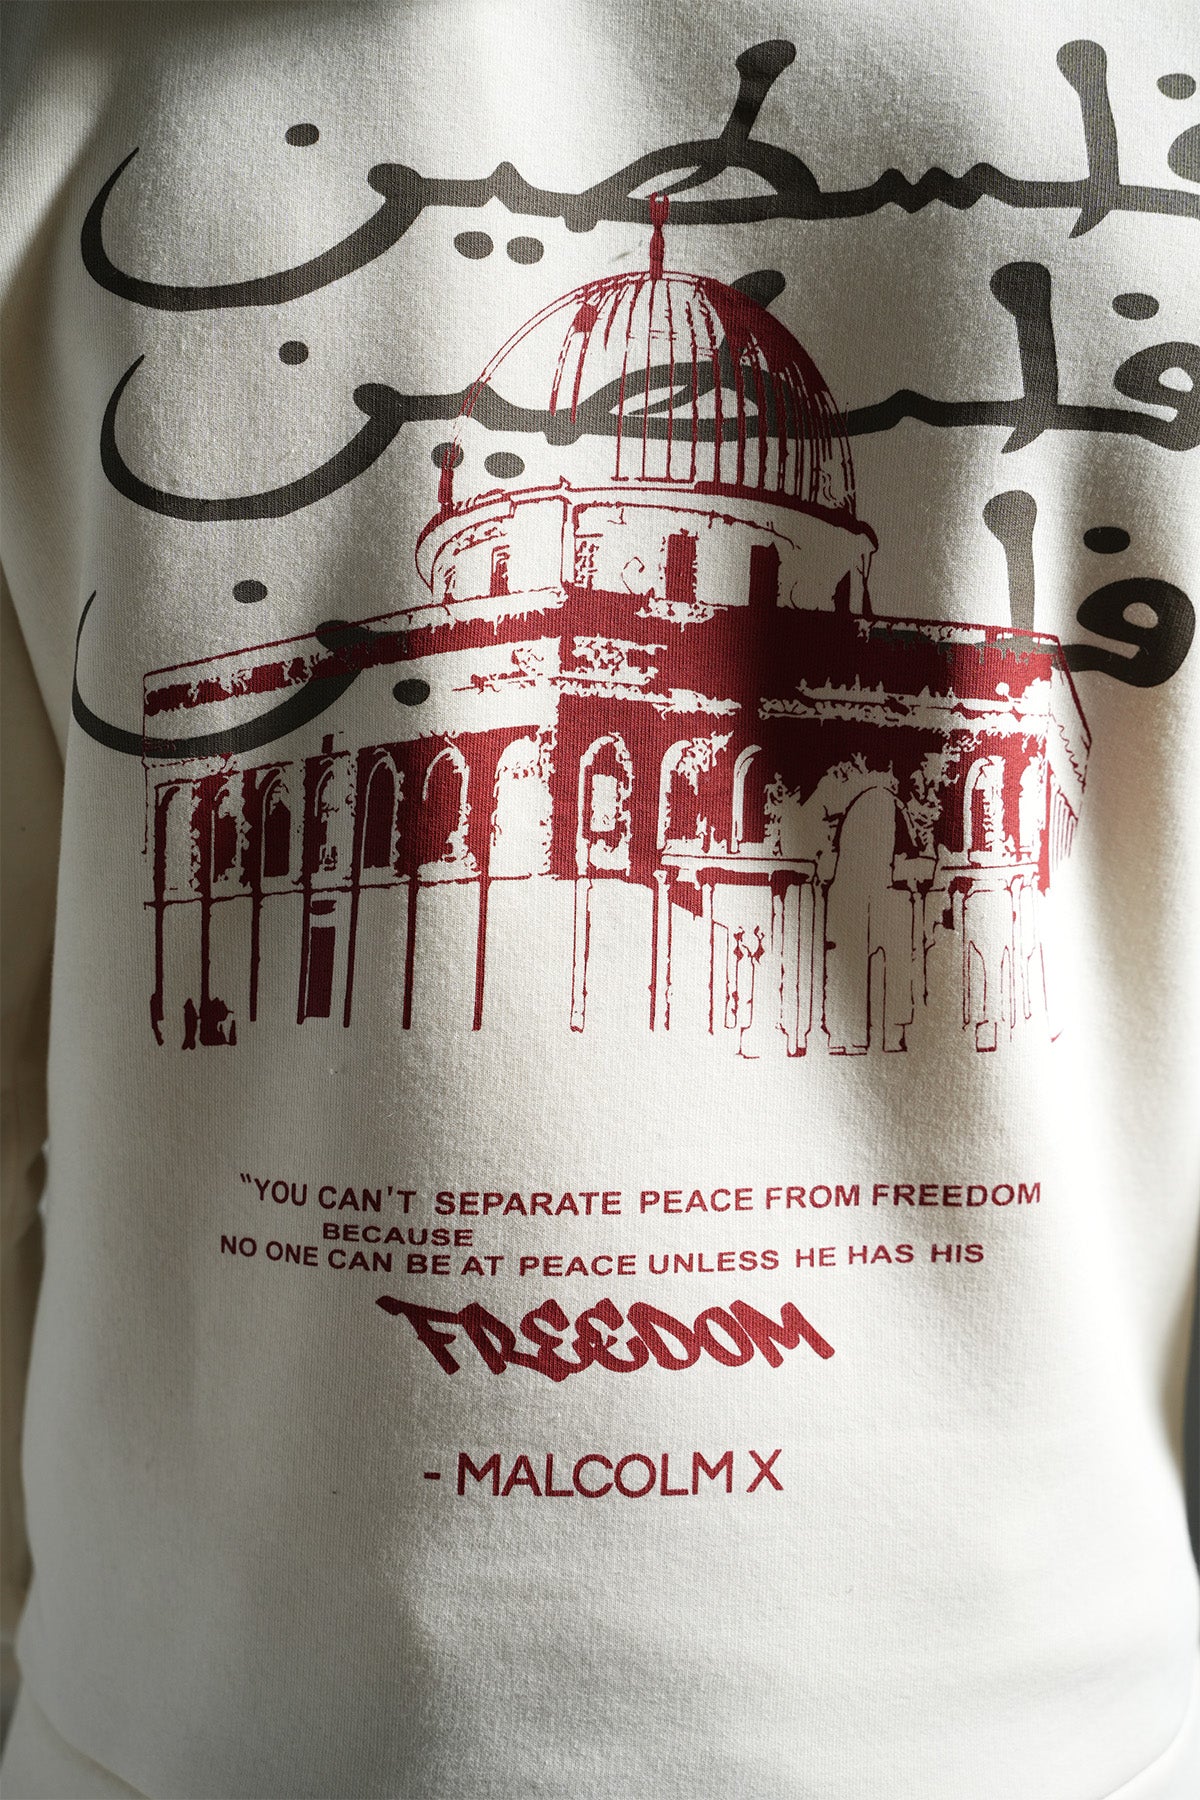 فلسطين
فلسطين
فلسطين
"YOU CAN'T SEPARATE PEACE FROM FREEDOM
BECAUSE
NO ONE CAN BE AT PEACE UNLESS HE HAS HIS
FREEDOM
- MALCOLM X